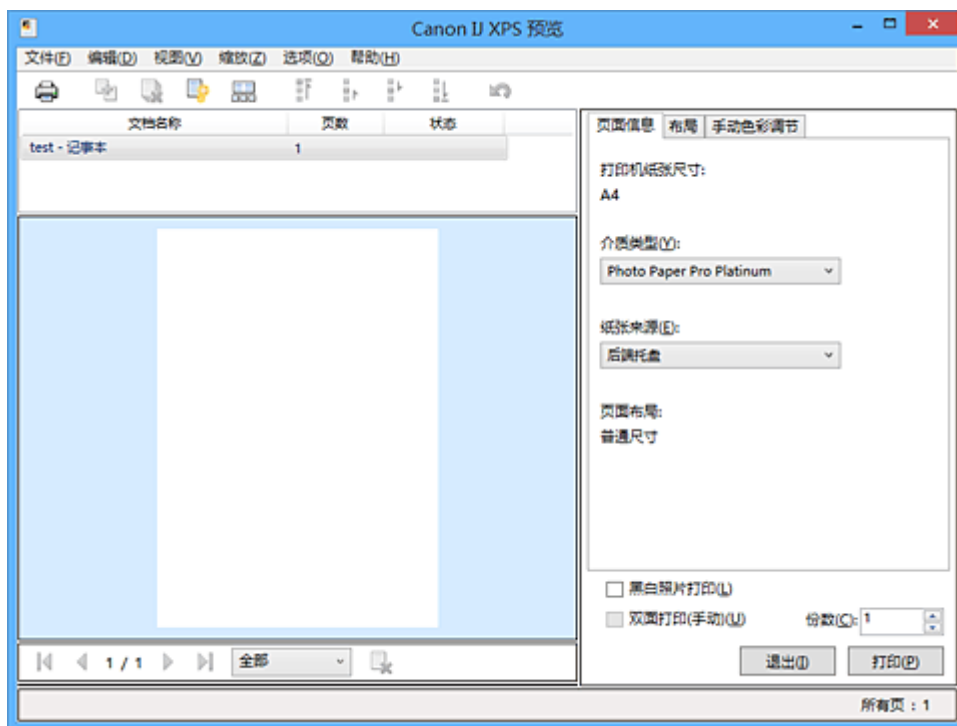 Canon IJ XPS 预览
文件(F) 编辑(D) 视图(V) 缩放(Z) 选项(O) 帮助(H)
文档名称 页数 状态
test - 记事本 1
页面信息 布局 手动色彩调节
打印机纸张尺寸:
A4
介质类型(Y):
Photo Paper Pro Platinum
纸张来源(E):
后端托盘
页面布局:
普通尺寸
黑白照片打印(L)
双面打印(手动)(U) 份数(C): 1
1 / 1 全部
退出(I) 打印(P)
所有页 : 1